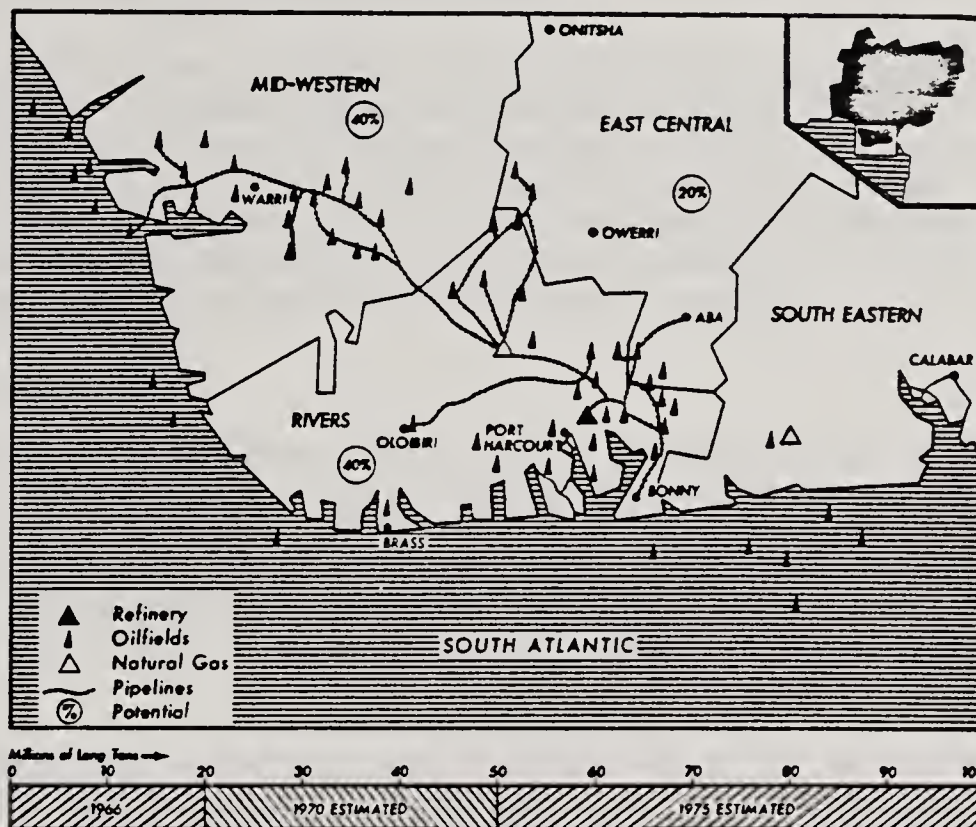 ONITSHA
MID-WESTERN
40%
EAST CENTRAL
20%
WARRI
OWERRI
ABA
SOUTH EASTERN
CALABAR
RIVERS
OLOIBIRI
PORT
HARCOURT
40%
BONNY
BRASS
Refinery
Oilfields
Natural Gas
Pipelines
% Potential
SOUTH ATLANTIC
Millions of Long Tons
0 10 20 30 40 50 60 70 80 90 100
1966 1970 ESTIMATED 1975 ESTIMATED